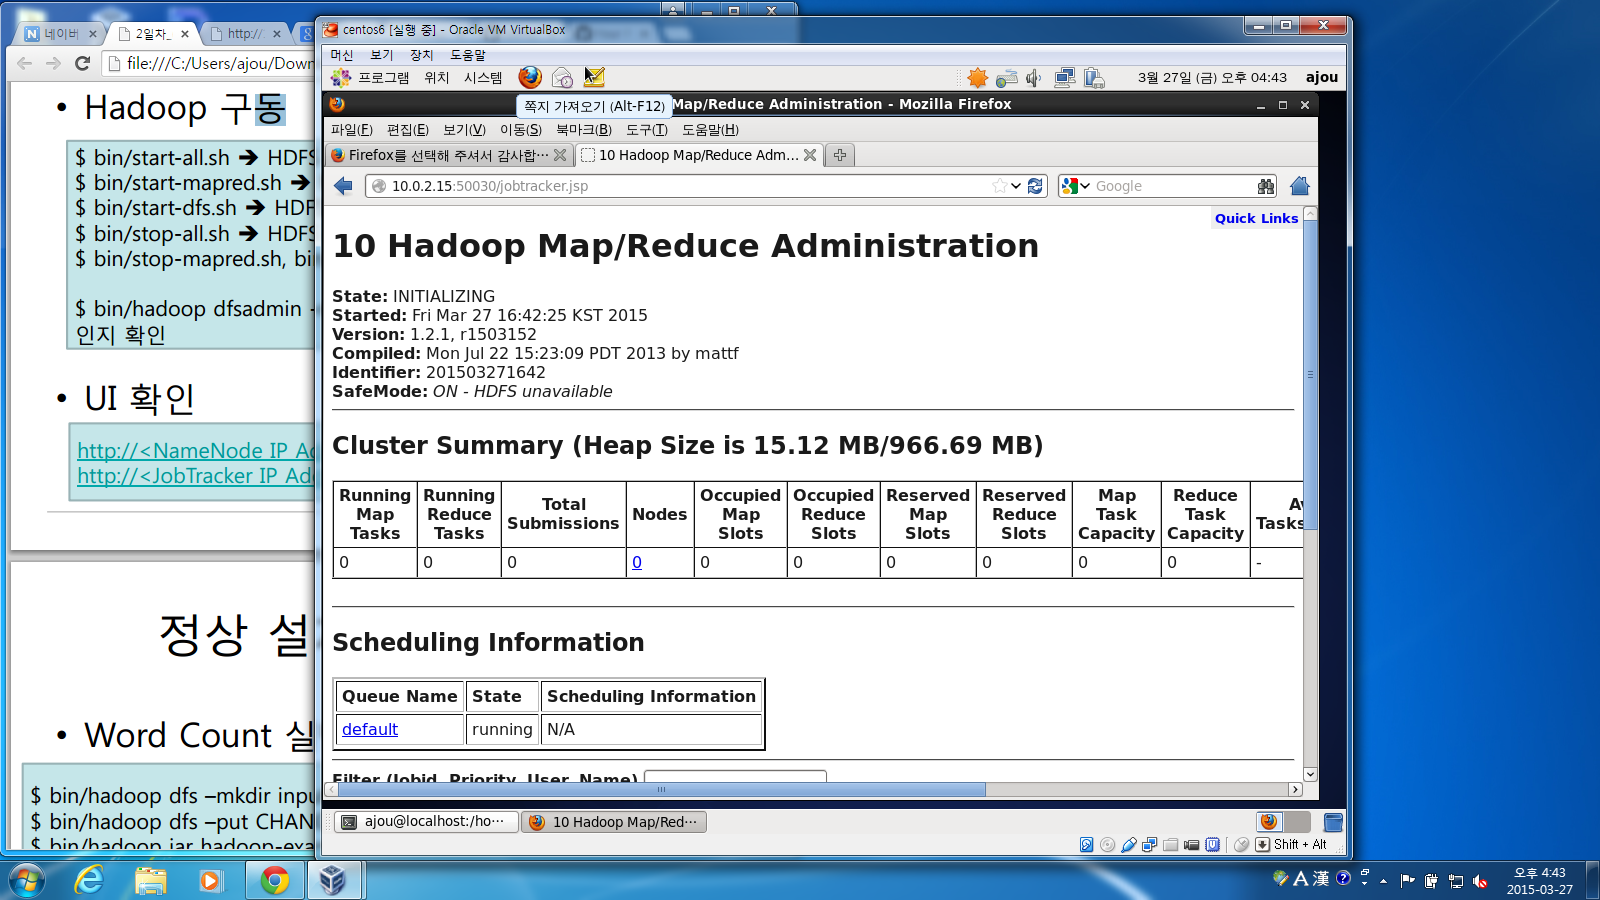 네이버
2일차_
http://
file:///C:/Users/ajou/Down
• Hadoop 구동
$ bin/start-all.sh ➔ HDFS
$ bin/start-mapred.sh ➔
$ bin/start-dfs.sh ➔ HDF
$ bin/stop-all.sh ➔ HDFS
$ bin/stop-mapred.sh, bi
$ bin/hadoop dfsadmin -
인지 확인
• UI 확인
http://<NameNode IP Ad
http://<JobTracker IP Add
정상 설
• Word Count 실
$ bin/hadoop dfs –mkdir inpu
$ bin/hadoop dfs –put CHAN
$ bin/hadoop jar hadoop-exa
centos6 [실행 중] - Oracle VM VirtualBox
머신 보기 장치 도움말
프로그램 위치 시스템
3월 27일 (금) 오후 04:43 ajou
쪽지 가져오기 (Alt-F12)
Map/Reduce Administration - Mozilla Firefox
파일(F) 편집(E) 보기(V) 이동(S) 북마크(B) 도구(T) 도움말(H)
Firefox를 선택해 주셔서 감사합…
10 Hadoop Map/Reduce Adm…
10.0.2.15:50030/jobtracker.jsp
Google
Quick Links
10 Hadoop Map/Reduce Administration
State: INITIALIZING
Started: Fri Mar 27 16:42:25 KST 2015
Version: 1.2.1, r1503152
Compiled: Mon Jul 22 15:23:09 PDT 2013 by mattf
Identifier: 201503271642
SafeMode: ON - HDFS unavailable
Cluster Summary (Heap Size is 15.12 MB/966.69 MB)
Running Map Tasks Running Reduce Tasks Total Submissions Nodes Occupied Map Slots Occupied Reduce Slots Reserved Map Slots Reserved Reduce Slots Map Task Capacity Reduce Task Capacity Av Tasks
0 0 0 0 0 0 0 0 0 0 -
Scheduling Information
Queue Name State Scheduling Information
default running N/A
Filter (Jobid, Priority, User, Name)
ajou@localhost:/ho…
10 Hadoop Map/Red…
Shift + Alt
A 漢
오후 4:43
2015-03-27